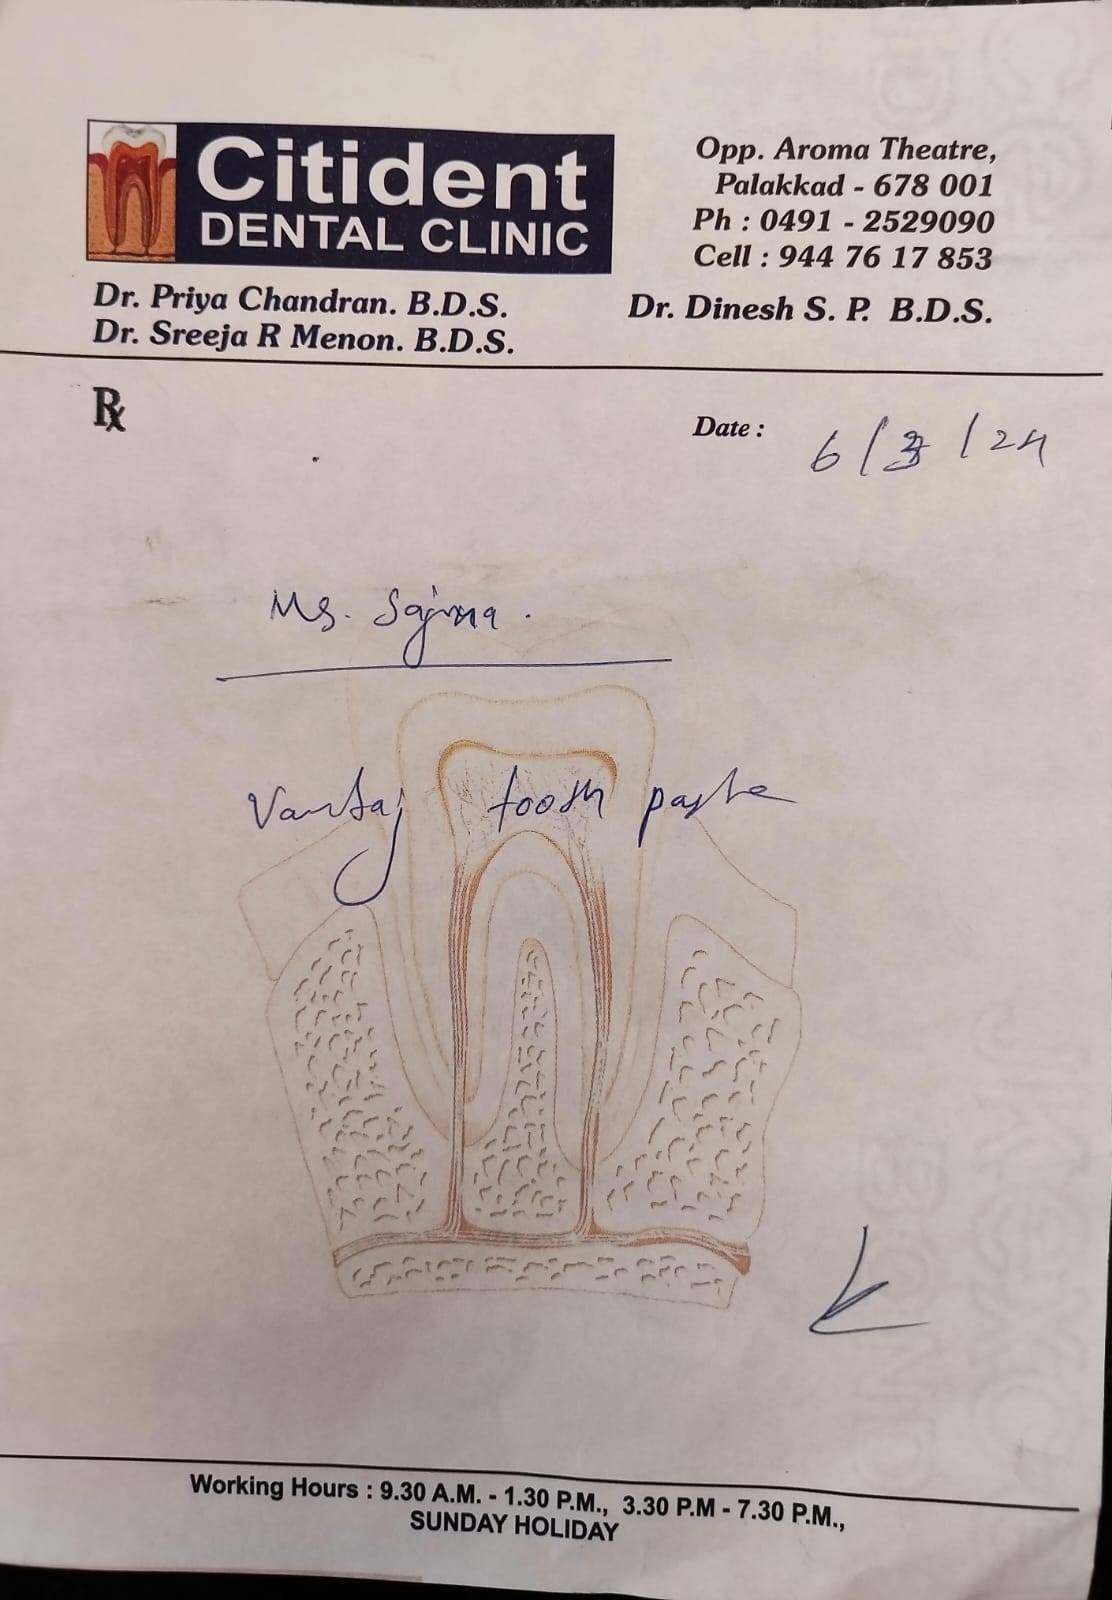 Citident
DENTAL CLINIC
Opp. Aroma Theatre,
Palakkad - 678 001
Ph : 0491 - 2529090
Cell : 944 76 17 853
Dr. Priya Chandran. B.D.S.
Dr. Sreeja R Menon. B.D.S.
Dr. Dinesh S. P. B.D.S.
Rx
Date : 6/3/24
Ms. Sajna.
Vantaj tooth paste
Working Hours : 9.30 A.M. - 1.30 P.M., 3.30 P.M - 7.30 P.M.,
SUNDAY HOLIDAY